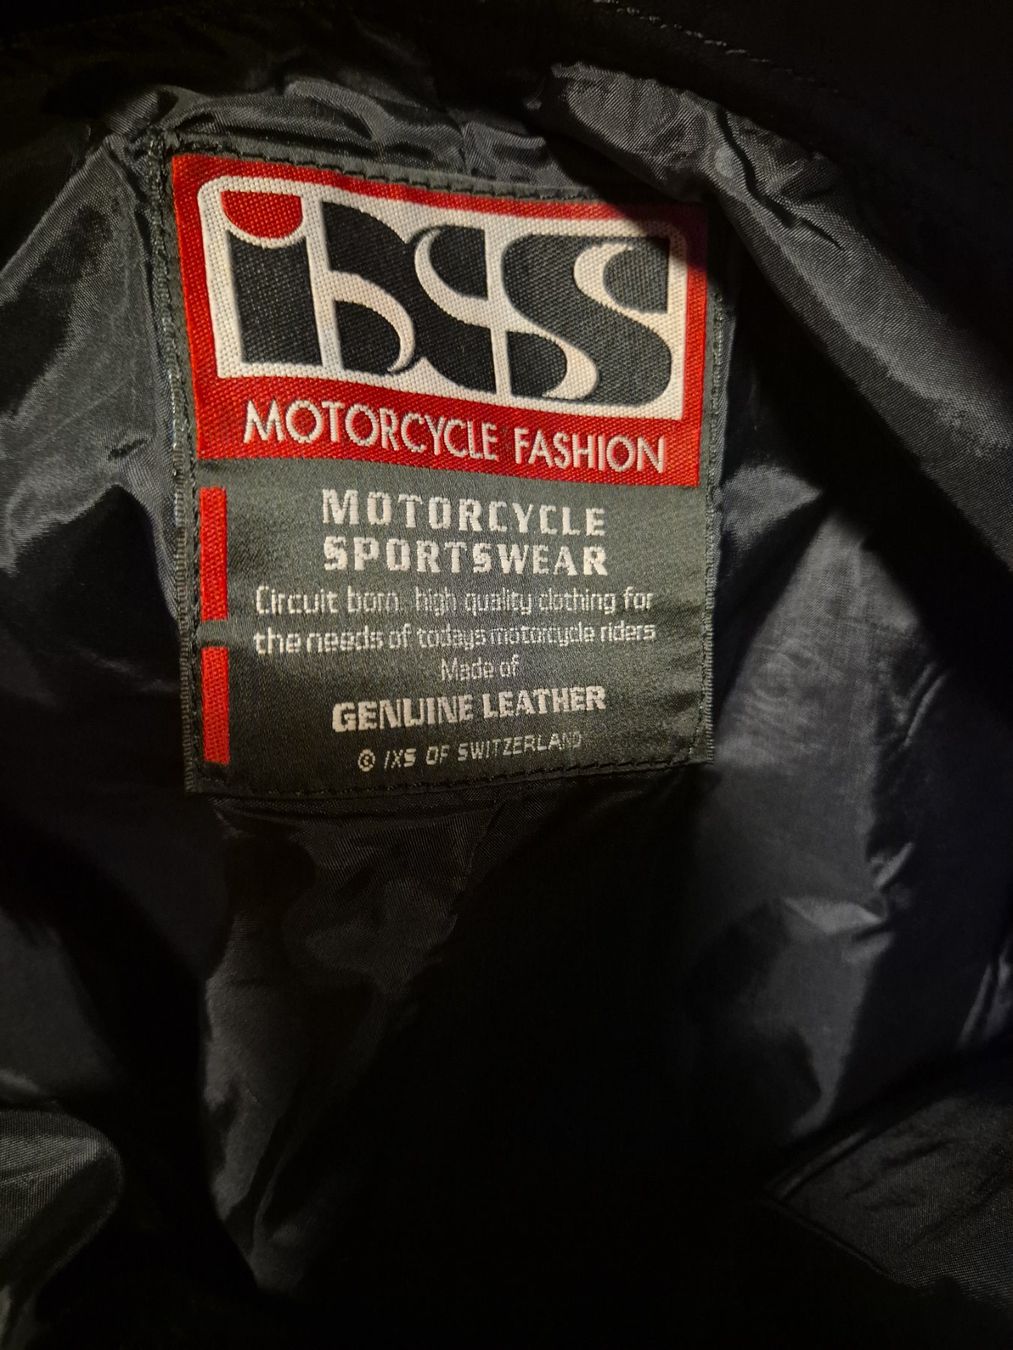 iXS
MOTORCYCLE FASHION
MOTORCYCLE
SPORTSWEAR
Circuit born, high quality clothing for
the needs of todays motorcycle riders
Made of
GENUINE LEATHER
© IXS OF SWITZERLAND